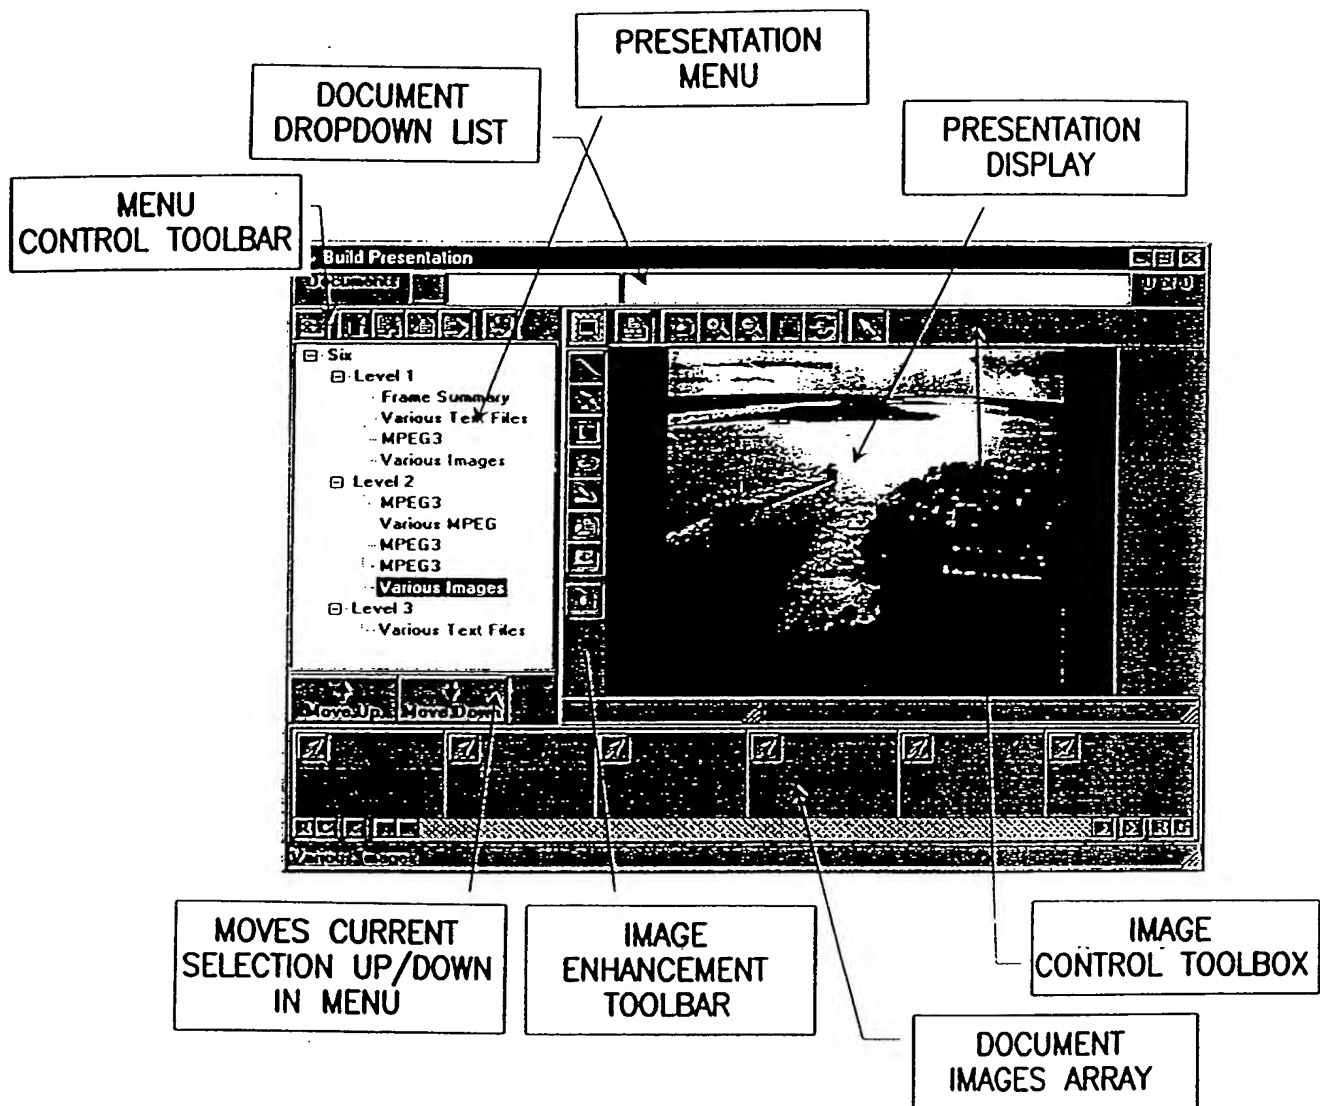 PRESENTATION
MENU
DOCUMENT
DROPDOWN LIST
PRESENTATION
DISPLAY
MENU
CONTROL TOOLBAR
Build Presentation
Documents
Six
Level 1
Frame Summary
Various Text Files
MPEG3
Various Images
Level 2
MPEG3
Various MPEG
MPEG3
MPEG3
Various Images
Level 3
Various Text Files
Move Up
Move Down
Various Images
MOVES CURRENT
SELECTION UP/DOWN
IN MENU
IMAGE
ENHANCEMENT
TOOLBAR
IMAGE
CONTROL TOOLBOX
DOCUMENT
IMAGES ARRAY